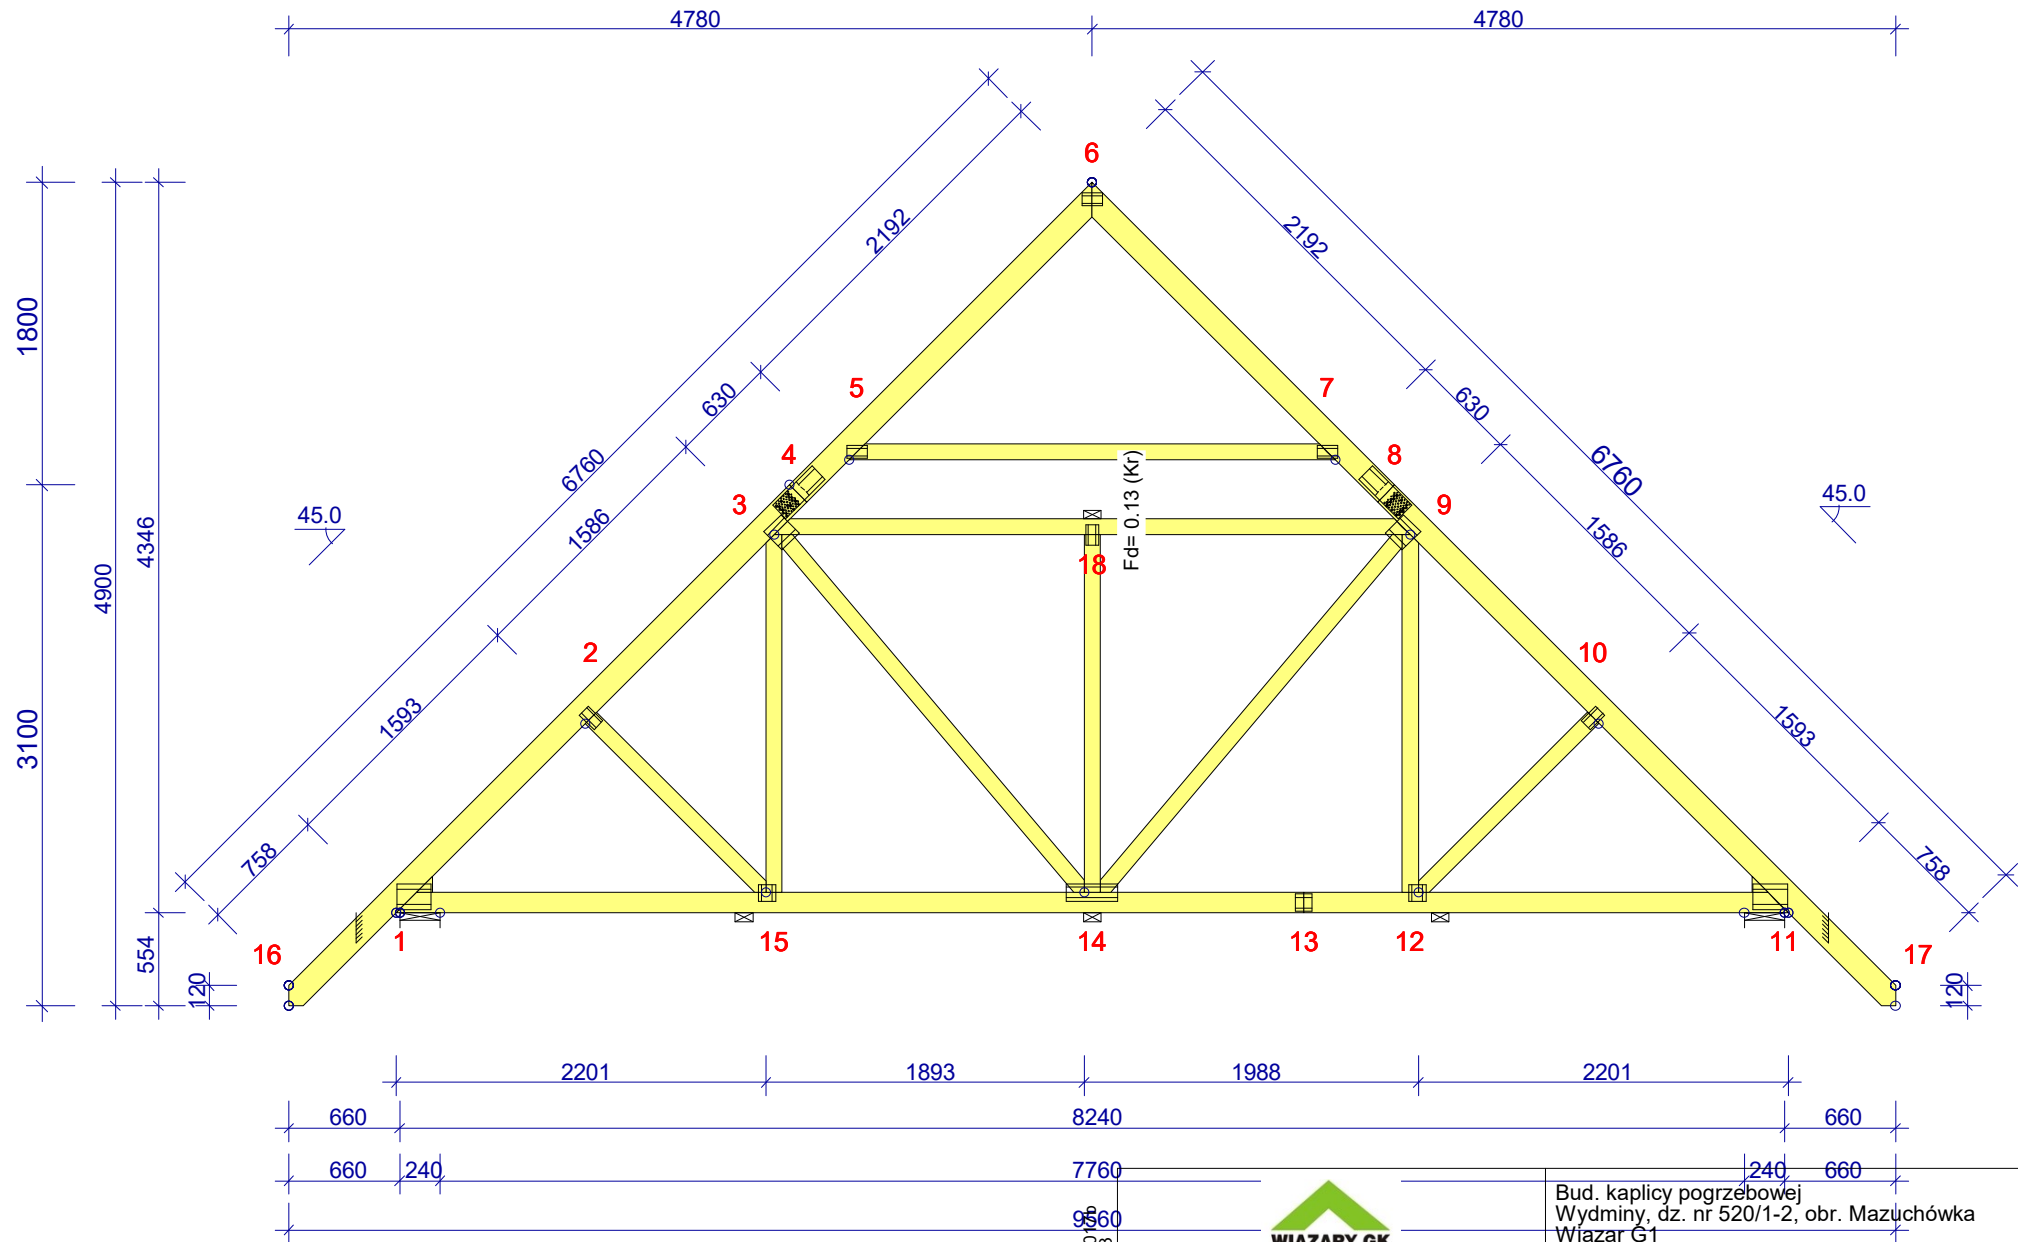 4780 4780
6
6760 2192 2192 6760
1800
5 7
630 630
4 8
3 9
45.0 45.0
Fd= 0.13 (Kr)
4346 1586 1586
18
4900
2 10
3100
1593 1593
758 758
554
16 1 15 14 13 12 11 17
120 120
2201 1893 1988 2201
660 8240 660
660 240 7760 240 660
9560
Bud. kaplicy pogrzebowej
Wydminy, dz. nr 520/1-2, obr. Mazuchówka
Wiązar G1
WIĄZARY GK